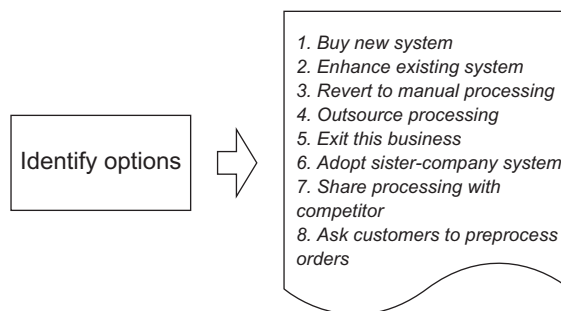 Identify options
1. Buy new system
2. Enhance existing system
3. Revert to manual processing
4. Outsource processing
5. Exit this business
6. Adopt sister-company system
7. Share processing with
competitor
8. Ask customers to preprocess
orders